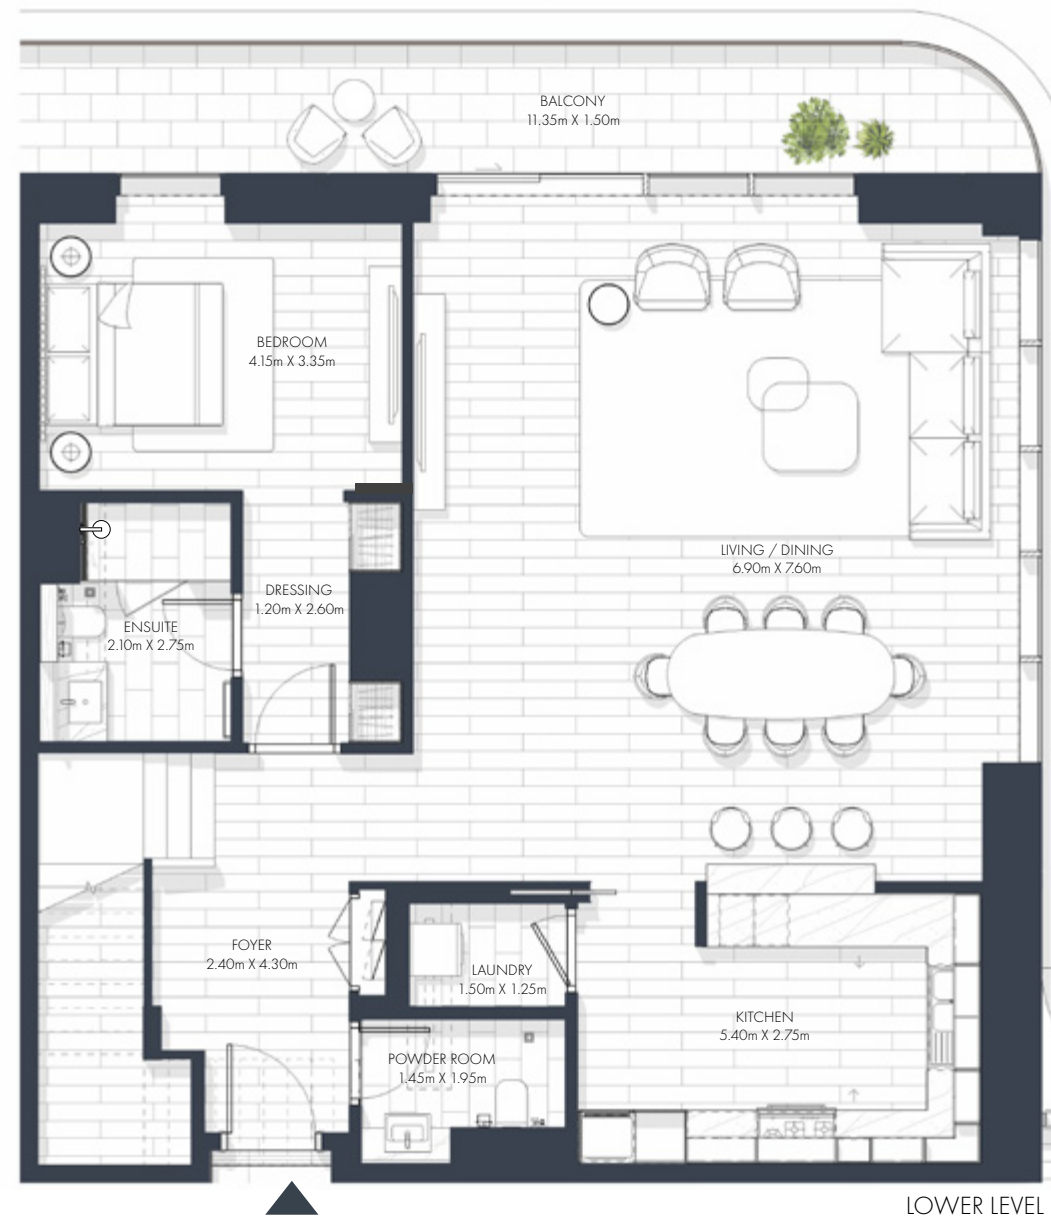 BALCONY
11.35m X 1.50m
BEDROOM
4.15m X 3.35m
LIVING / DINING
6.90m X 7.60m
DRESSING
1.20m X 2.60m
ENSUITE
2.10m X 2.75m
FOYER
2.40m X 4.30m
LAUNDRY
1.50m X 1.25m
KITCHEN
5.40m X 2.75m
POWDER ROOM
1.45m X 1.95m
LOWER LEVEL